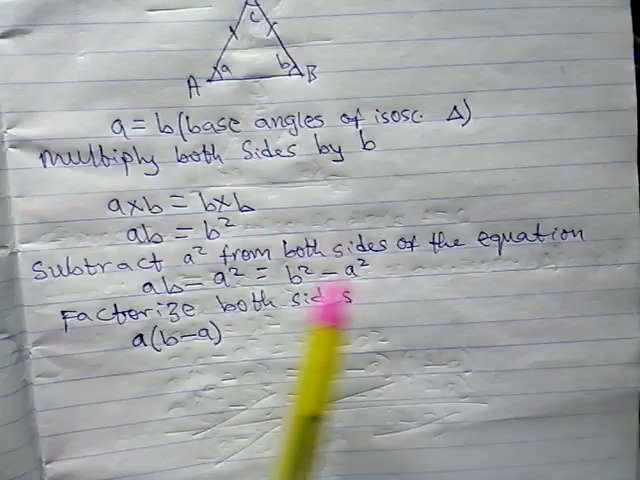 C
a
b
A
B
a = b (base angles of isosc. Δ)
Multiply both sides by b
a×b = b×b
ab = b²
Subtract a² from both sides of the equation
ab - a² = b² - a²
Factorize both sides
a(b-a)